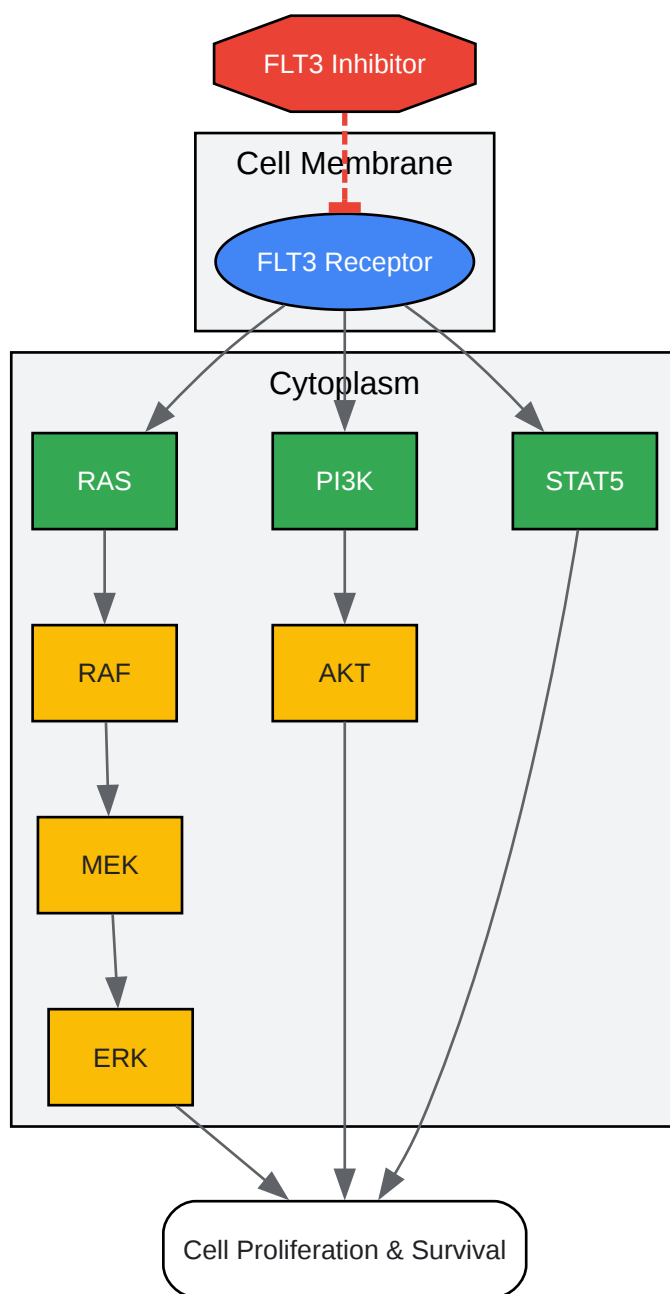 FLT3 Inhibitor
Cell Membrane
FLT3 Receptor
Cytoplasm
RAS
PI3K
STAT5
RAF
AKT
MEK
ERK
Cell Proliferation & Survival